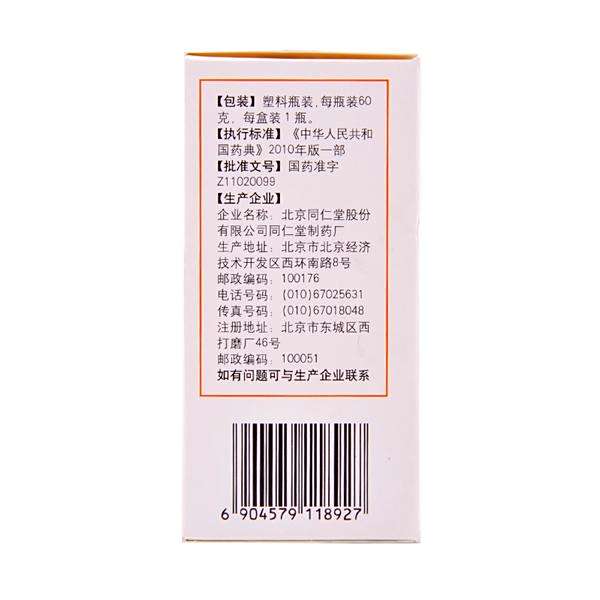 【包装】塑料瓶装,每瓶装60
克，每盒装1瓶。
【执行标准】《中华人民共和
国药典》2010年版一部
【批准文号】国药准字
Z11020099
【生产企业】
企业名称：北京同仁堂股份
有限公司同仁堂制药厂
生产地址：北京市北京经济
技术开发区西环南路8号
邮政编码：100176
电话号码：(010)67025631
传真号码：(010)67018048
注册地址：北京市东城区西
打磨厂46号
邮政编码：100051
如有问题可与生产企业联系
6 904579 118927